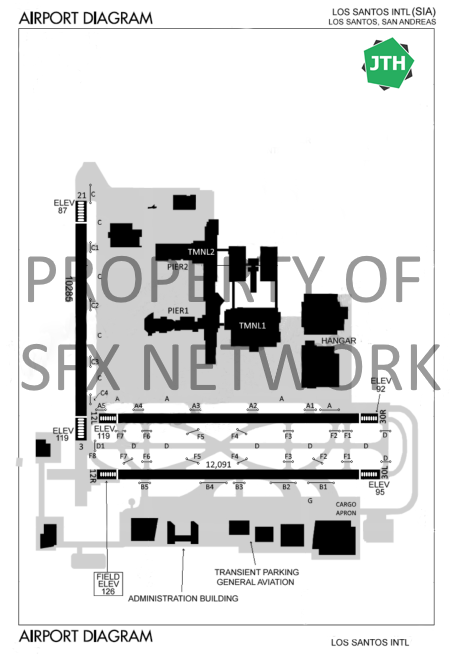 AIRPORT DIAGRAM
LOS SANTOS INTL (SIA)
LOS SANTOS, SAN ANDREAS
JTH
21
C
ELEV
87
C
TMNL2
C1
PIER2
PROPERTY OF
C
10286
C2
PIER1
TMNL1
C
HANGAR
SFX NETWORK
C3
C
ELEV
92
C4
A A A A
A5 A4 A3 A2 A1 A
12L
30R
ELEV
119
ELEV
119
F7 F6 F5 F4 F3 F2 F1 D
3
D1 D D D D D D
F8
F7 F6 F5 F4 F3 F2 F1 D
12R
12,091
30L
B5 B4 B3 B2 B1
ELEV
95
G
CARGO
APRON
FIELD
ELEV
126
TRANSIENT PARKING
GENERAL AVIATION
ADMINISTRATION BUILDING
AIRPORT DIAGRAM
LOS SANTOS INTL